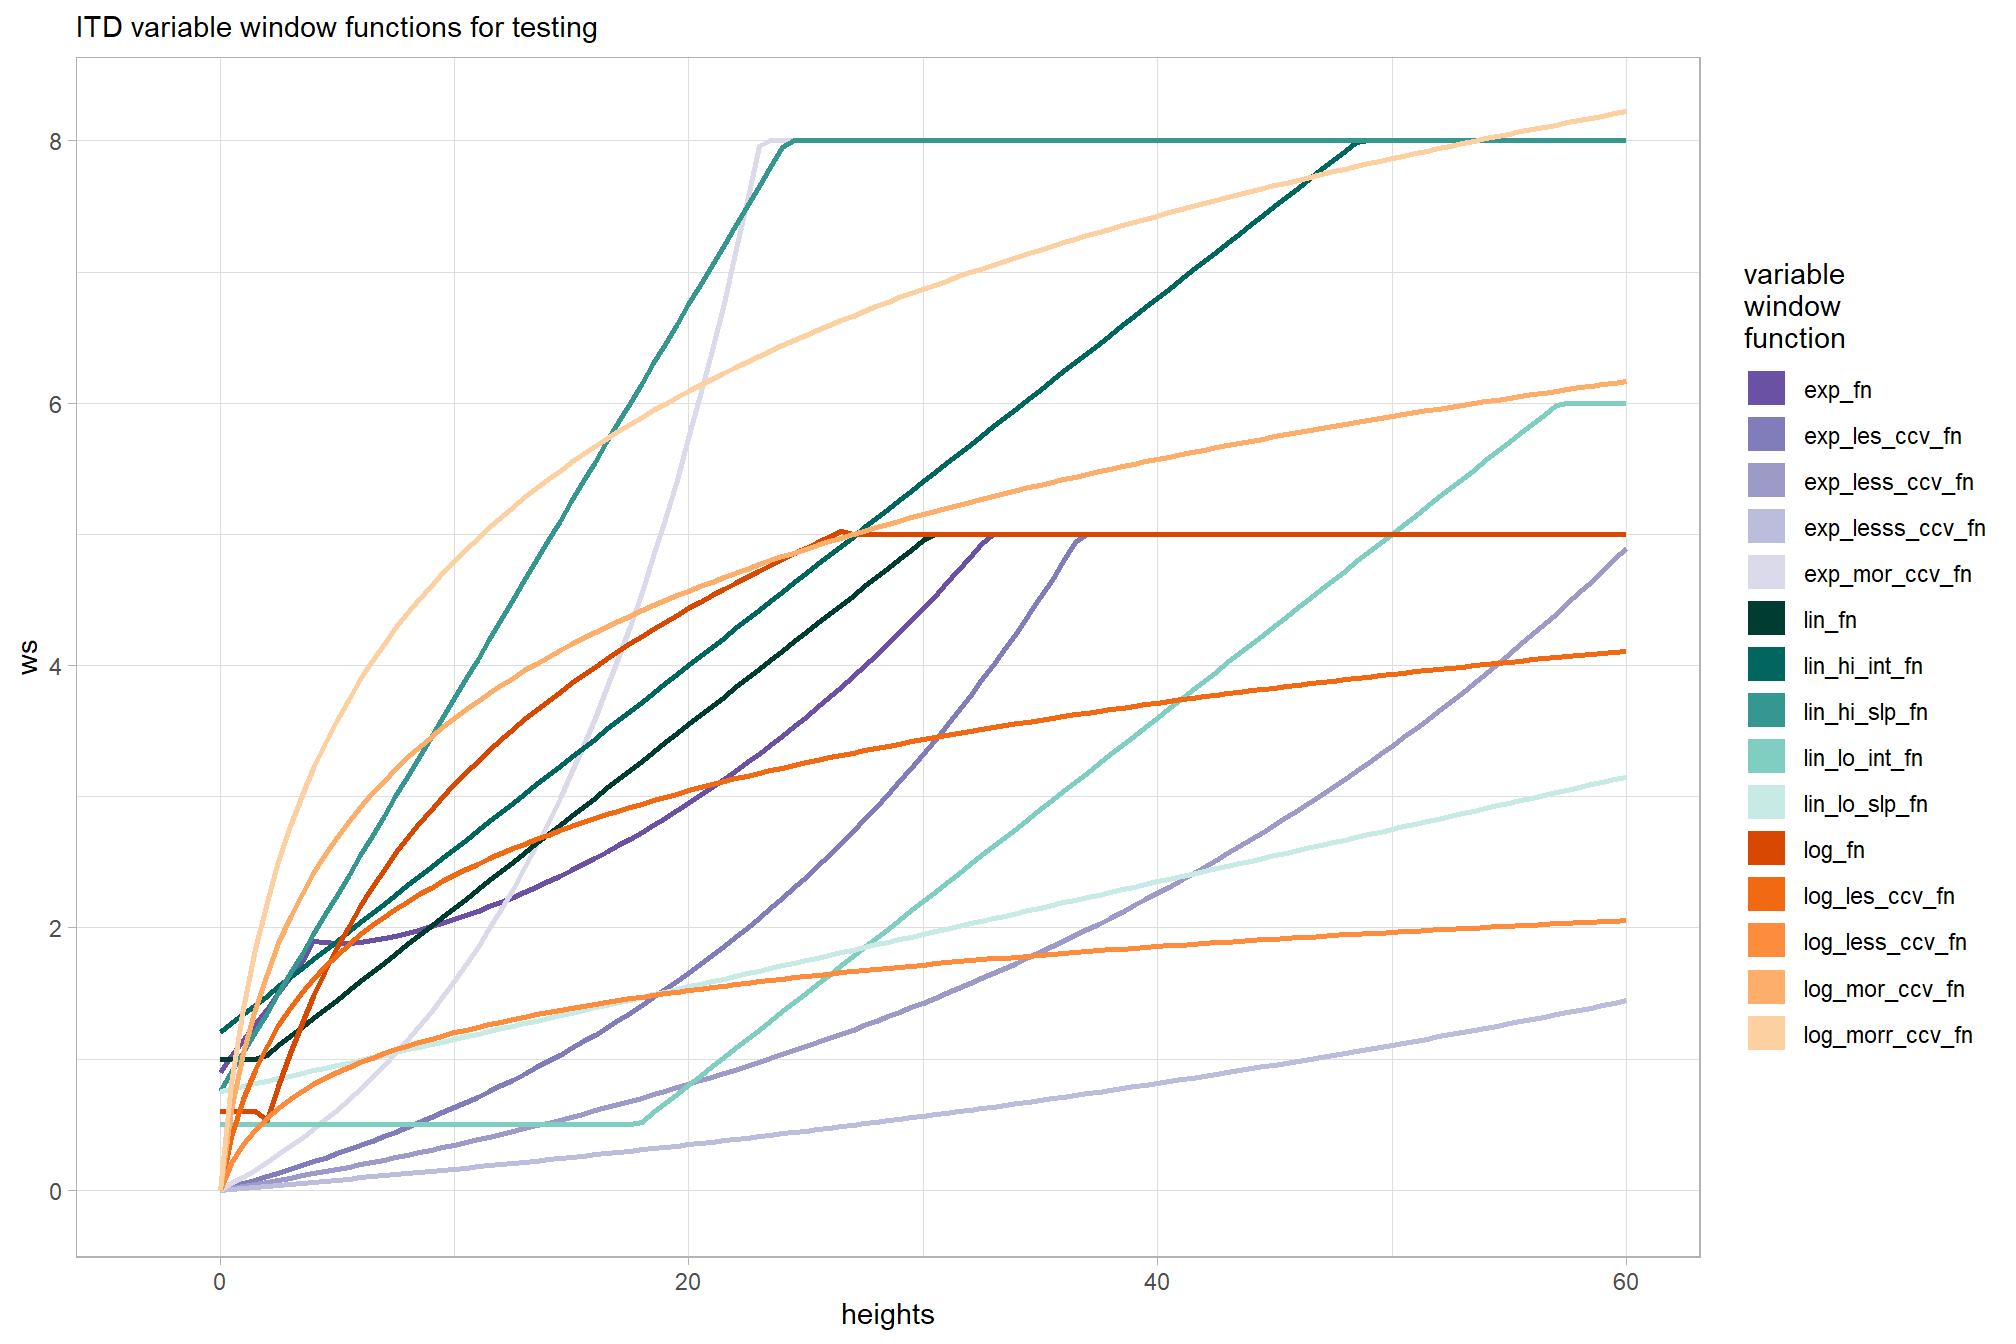 ITD variable window functions for testing
8
6
4
2
0
ws
0
20
40
60
heights
variable
window
function
exp_fn
exp_les_ccv_fn
exp_less_ccv_fn
exp_lesss_ccv_fn
exp_mor_ccv_fn
lin_fn
lin_hi_int_fn
lin_hi_slp_fn
lin_lo_int_fn
lin_lo_slp_fn
log_fn
log_les_ccv_fn
log_less_ccv_fn
log_mor_ccv_fn
log_morr_ccv_fn